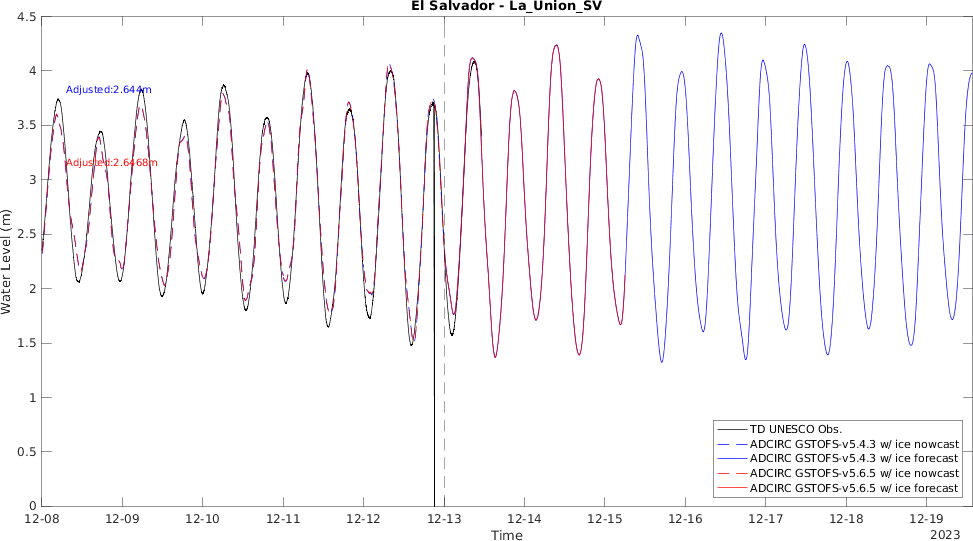 El Salvador - La_Union_SV
4.5
4
3.5
3
2.5
2
1.5
1
0.5
0
Water Level (m)
Adjusted:2.644m
Adjusted:2.6468m
TD UNESCO Obs.
ADCIRC GSTOFS-v5.4.3 w/ ice nowcast
ADCIRC GSTOFS-v5.4.3 w/ ice forecast
ADCIRC GSTOFS-v5.6.5 w/ ice nowcast
ADCIRC GSTOFS-v5.6.5 w/ ice forecast
12-08 12-09 12-10 12-11 12-12 12-13 12-14 12-15 12-16 12-17 12-18 12-19
Time
2023